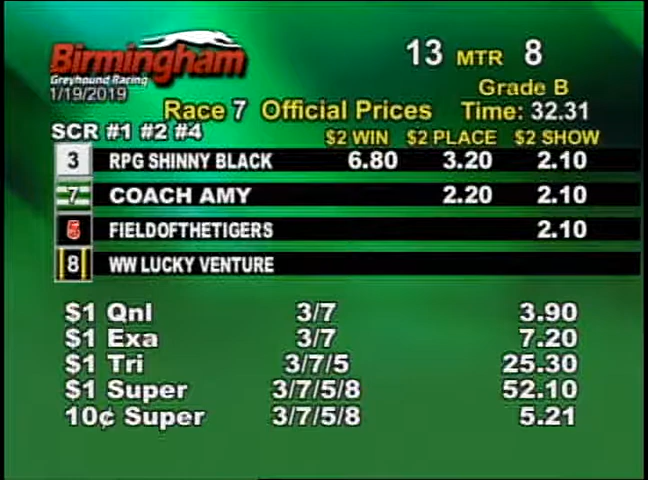 Birmingham
Greyhound Racing
1/19/2019
13 MTR 8
Grade B
Race 7 Official Prices Time: 32.31
SCR #1 #2 #4
$2 WIN $2 PLACE $2 SHOW
3 RPG SHINNY BLACK 6.80 3.20 2.10
7 COACH AMY 2.20 2.10
5 FIELDOFTHETIGERS 2.10
8 WW LUCKY VENTURE
$1 Qnl 3/7 3.90
$1 Exa 3/7 7.20
$1 Tri 3/7/5 25.30
$1 Super 3/7/5/8 52.10
10¢ Super 3/7/5/8 5.21